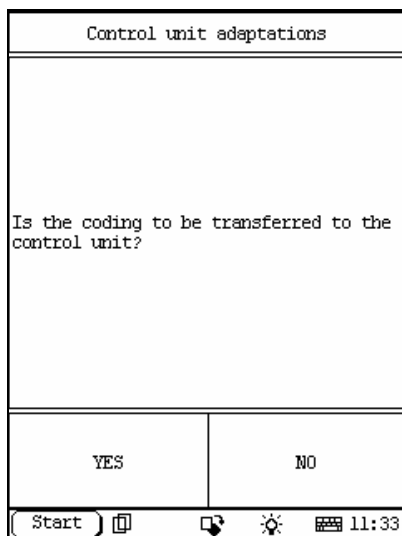 Control unit adaptations
Is the coding to be transferred to the
control unit?
YES NO
Start 11:33